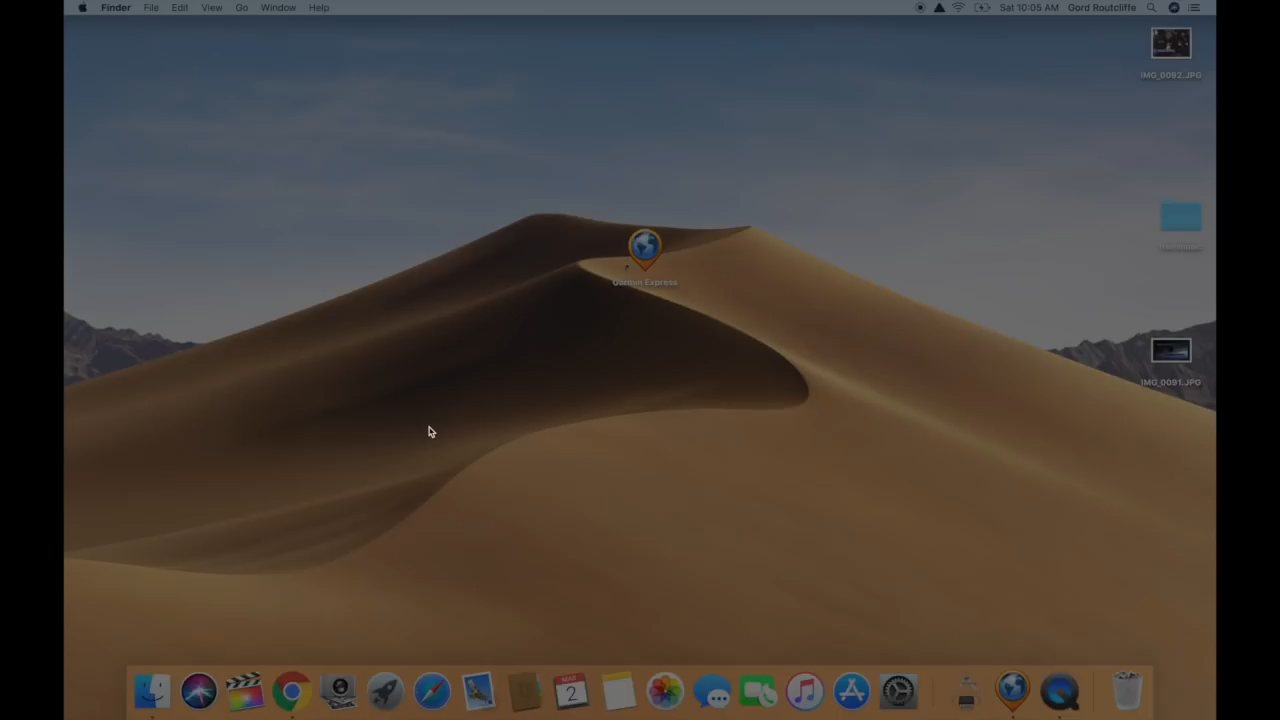 Finder File Edit View Go Window Help Sat 10:05 AM Gord Routcliffe
IMG_0092.JPG
Garmin Express
IMG_0091.JPG
MAR
2